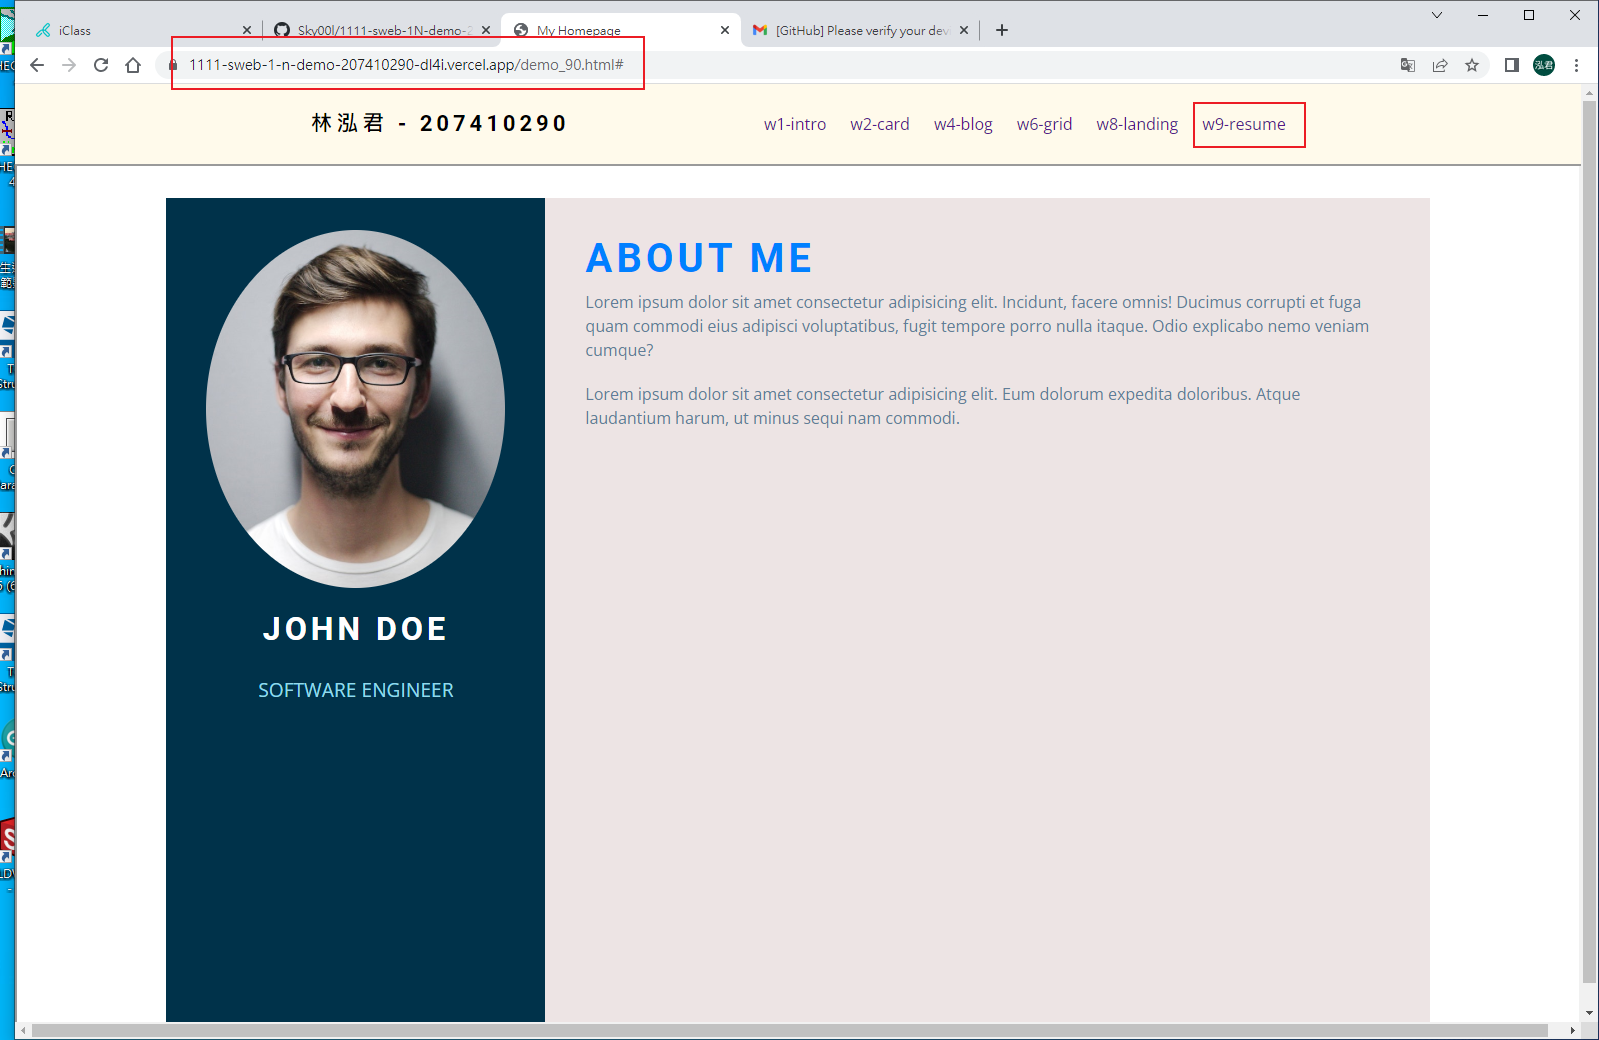 iClass
Sky00l/1111-sweb-1N-demo-2
My Homepage
[GitHub] Please verify your dev
1111-sweb-1-n-demo-207410290-dl4i.vercel.app/demo_90.html#
泓君
林泓君 - 207410290
w1-intro
w2-card
w4-blog
w6-grid
w8-landing
w9-resume
ABOUT ME
Lorem ipsum dolor sit amet consectetur adipisicing elit. Incidunt, facere omnis! Ducimus corrupti et fuga
quam commodi eius adipisci voluptatibus, fugit tempore porro nulla itaque. Odio explicabo nemo veniam
cumque?
Lorem ipsum dolor sit amet consectetur adipisicing elit. Eum dolorum expedita doloribus. Atque
laudantium harum, ut minus sequi nam commodi.
JOHN DOE
SOFTWARE ENGINEER